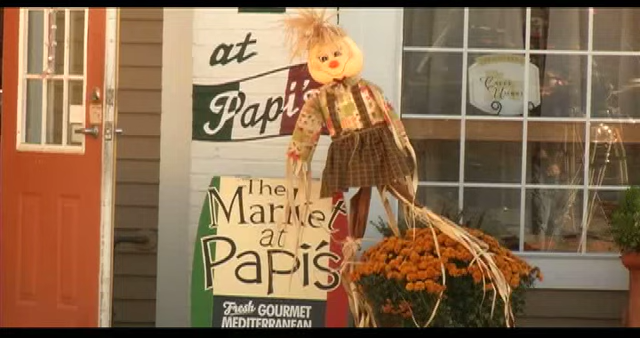 at
Papi's
The
Market
at
Papi's
Fresh GOURMET
MEDITERRANEAN